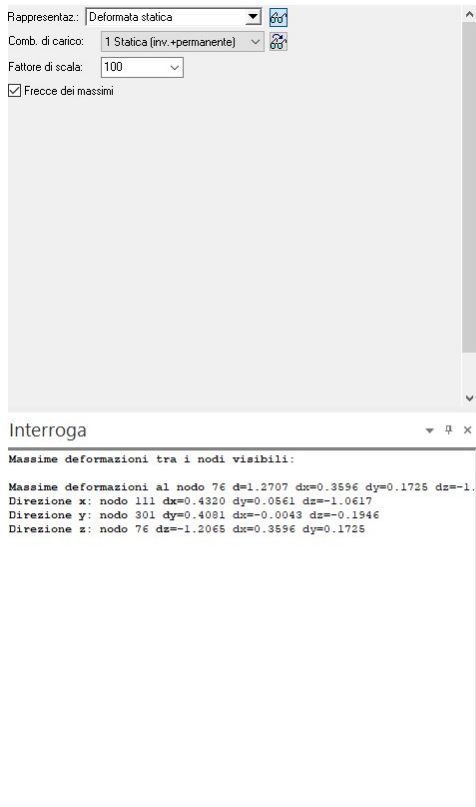 Rappresentaz.: Deformata statica
Comb. di carico: 1 Statica (inv.+permanente)
Fattore di scala: 100
Frecce dei massimi
Interroga
Massime deformazioni tra i nodi visibili:
Massime deformazioni al nodo 76 d=1.2707 dx=0.3596 dy=0.1725 dz=-1.
Direzione x: nodo 111 dx=0.4320 dy=0.0561 dz=-1.0617
Direzione y: nodo 301 dy=0.4081 dx=-0.0043 dz=-0.1946
Direzione z: nodo 76 dz=-1.2065 dx=0.3596 dy=0.1725